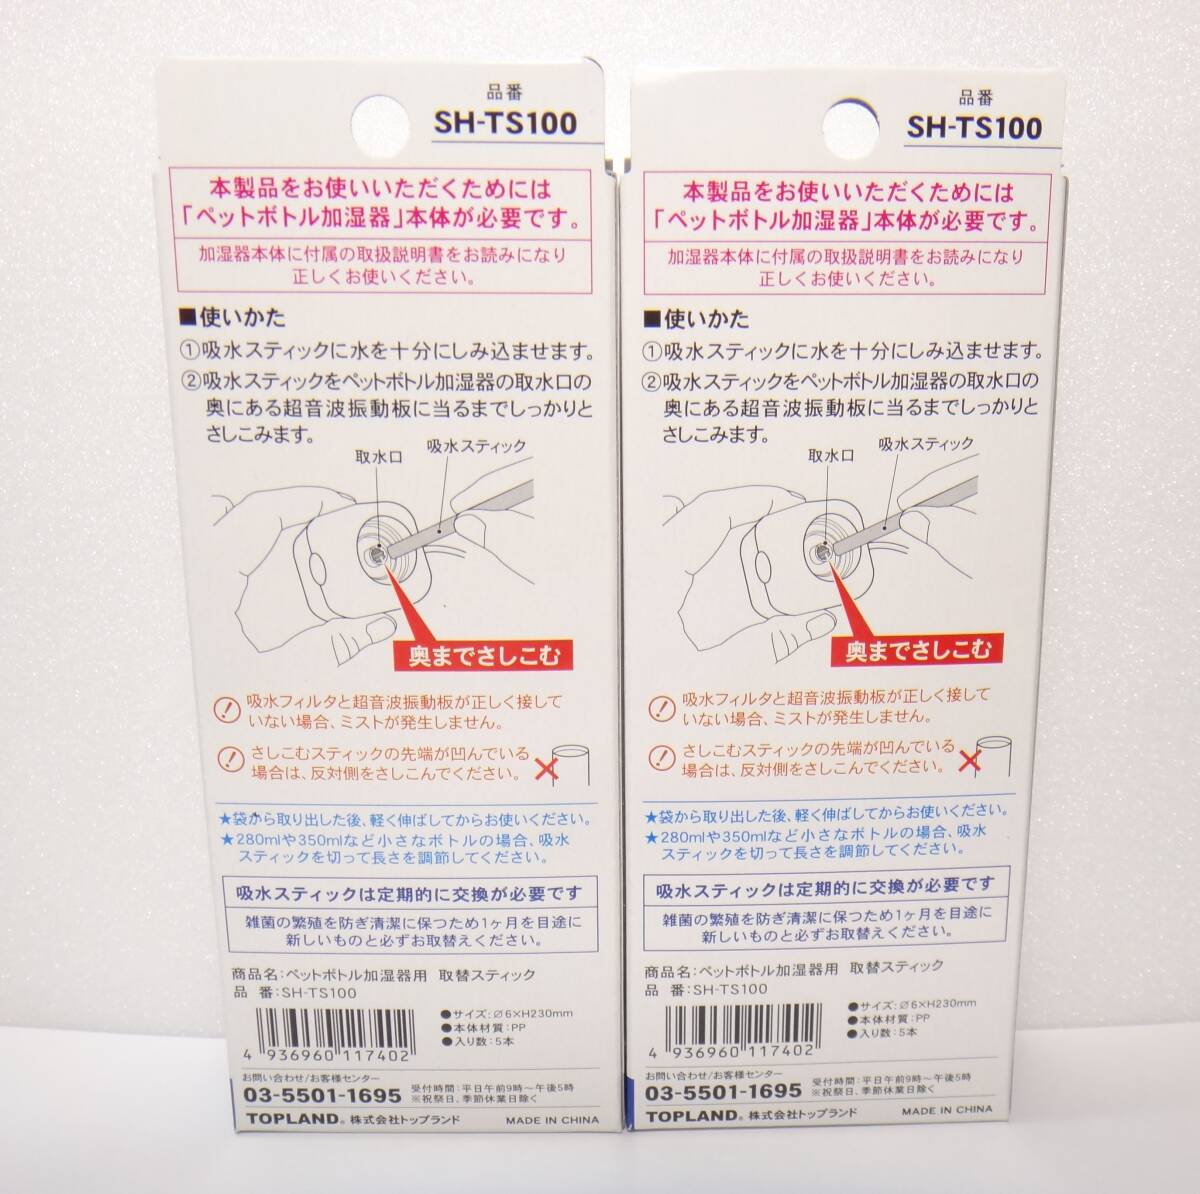 品番
SH-TS100
本製品をお使いいただくためには
「ペットボトル加湿器」本体が必要です。
加湿器本体に付属の取扱説明書をお読みになり
正しくお使いください。
■使いかた
①吸水スティックに水を十分にしみ込ませます。
②吸水スティックをペットボトル加湿器の取水口の
奥にある超音波振動板に当るまでしっかりと
さしこみます。
取水口
吸水スティック
奥までさしこむ
吸水フィルタと超音波振動板が正しく接して
いない場合、ミストが発生しません。
さしこむスティックの先端が凹んでいる
場合は、反対側をさしこんでください。
★袋から取り出した後、軽く伸ばしてからお使いください。
★280mlや350mlなど小さなボトルの場合、吸水
スティックを切って長さを調節してください。
吸水スティックは定期的に交換が必要です
雑菌の繁殖を防ぎ清潔に保つため1ヶ月を目途に
新しいものと必ずお取替えください。
商品名:ペットボトル加湿器用 取替スティック
品 番:SH-TS100
●サイズ:∅6×H230mm
●本体材質:PP
●入り数:5本
4 936960 117402
お問い合わせ/お客様センター
03-5501-1695
受付時間:平日午前9時～午後5時
※祝祭日、季節休業日除く
TOPLAND® 株式会社トップランド
MADE IN CHINA
品番
SH-TS100
本製品をお使いいただくためには
「ペットボトル加湿器」本体が必要です。
加湿器本体に付属の取扱説明書をお読みになり
正しくお使いください。
■使いかた
①吸水スティックに水を十分にしみ込ませます。
②吸水スティックをペットボトル加湿器の取水口の
奥にある超音波振動板に当るまでしっかりと
さしこみます。
取水口
吸水スティック
奥までさしこむ
吸水フィルタと超音波振動板が正しく接して
いない場合、ミストが発生しません。
さしこむスティックの先端が凹んでいる
場合は、反対側をさしこんでください。
★袋から取り出した後、軽く伸ばしてからお使いください。
★280mlや350mlなど小さなボトルの場合、吸水
スティックを切って長さを調節してください。
吸水スティックは定期的に交換が必要です
雑菌の繁殖を防ぎ清潔に保つため1ヶ月を目途に
新しいものと必ずお取替えください。
商品名:ペットボトル加湿器用 取替スティック
品 番:SH-TS100
●サイズ:∅6×H230mm
●本体材質:PP
●入り数:5本
4 936960 117402
お問い合わせ/お客様センター
03-5501-1695
受付時間:平日午前9時～午後5時
※祝祭日、季節休業日除く
TOPLAND® 株式会社トップランド
MADE IN CHINA